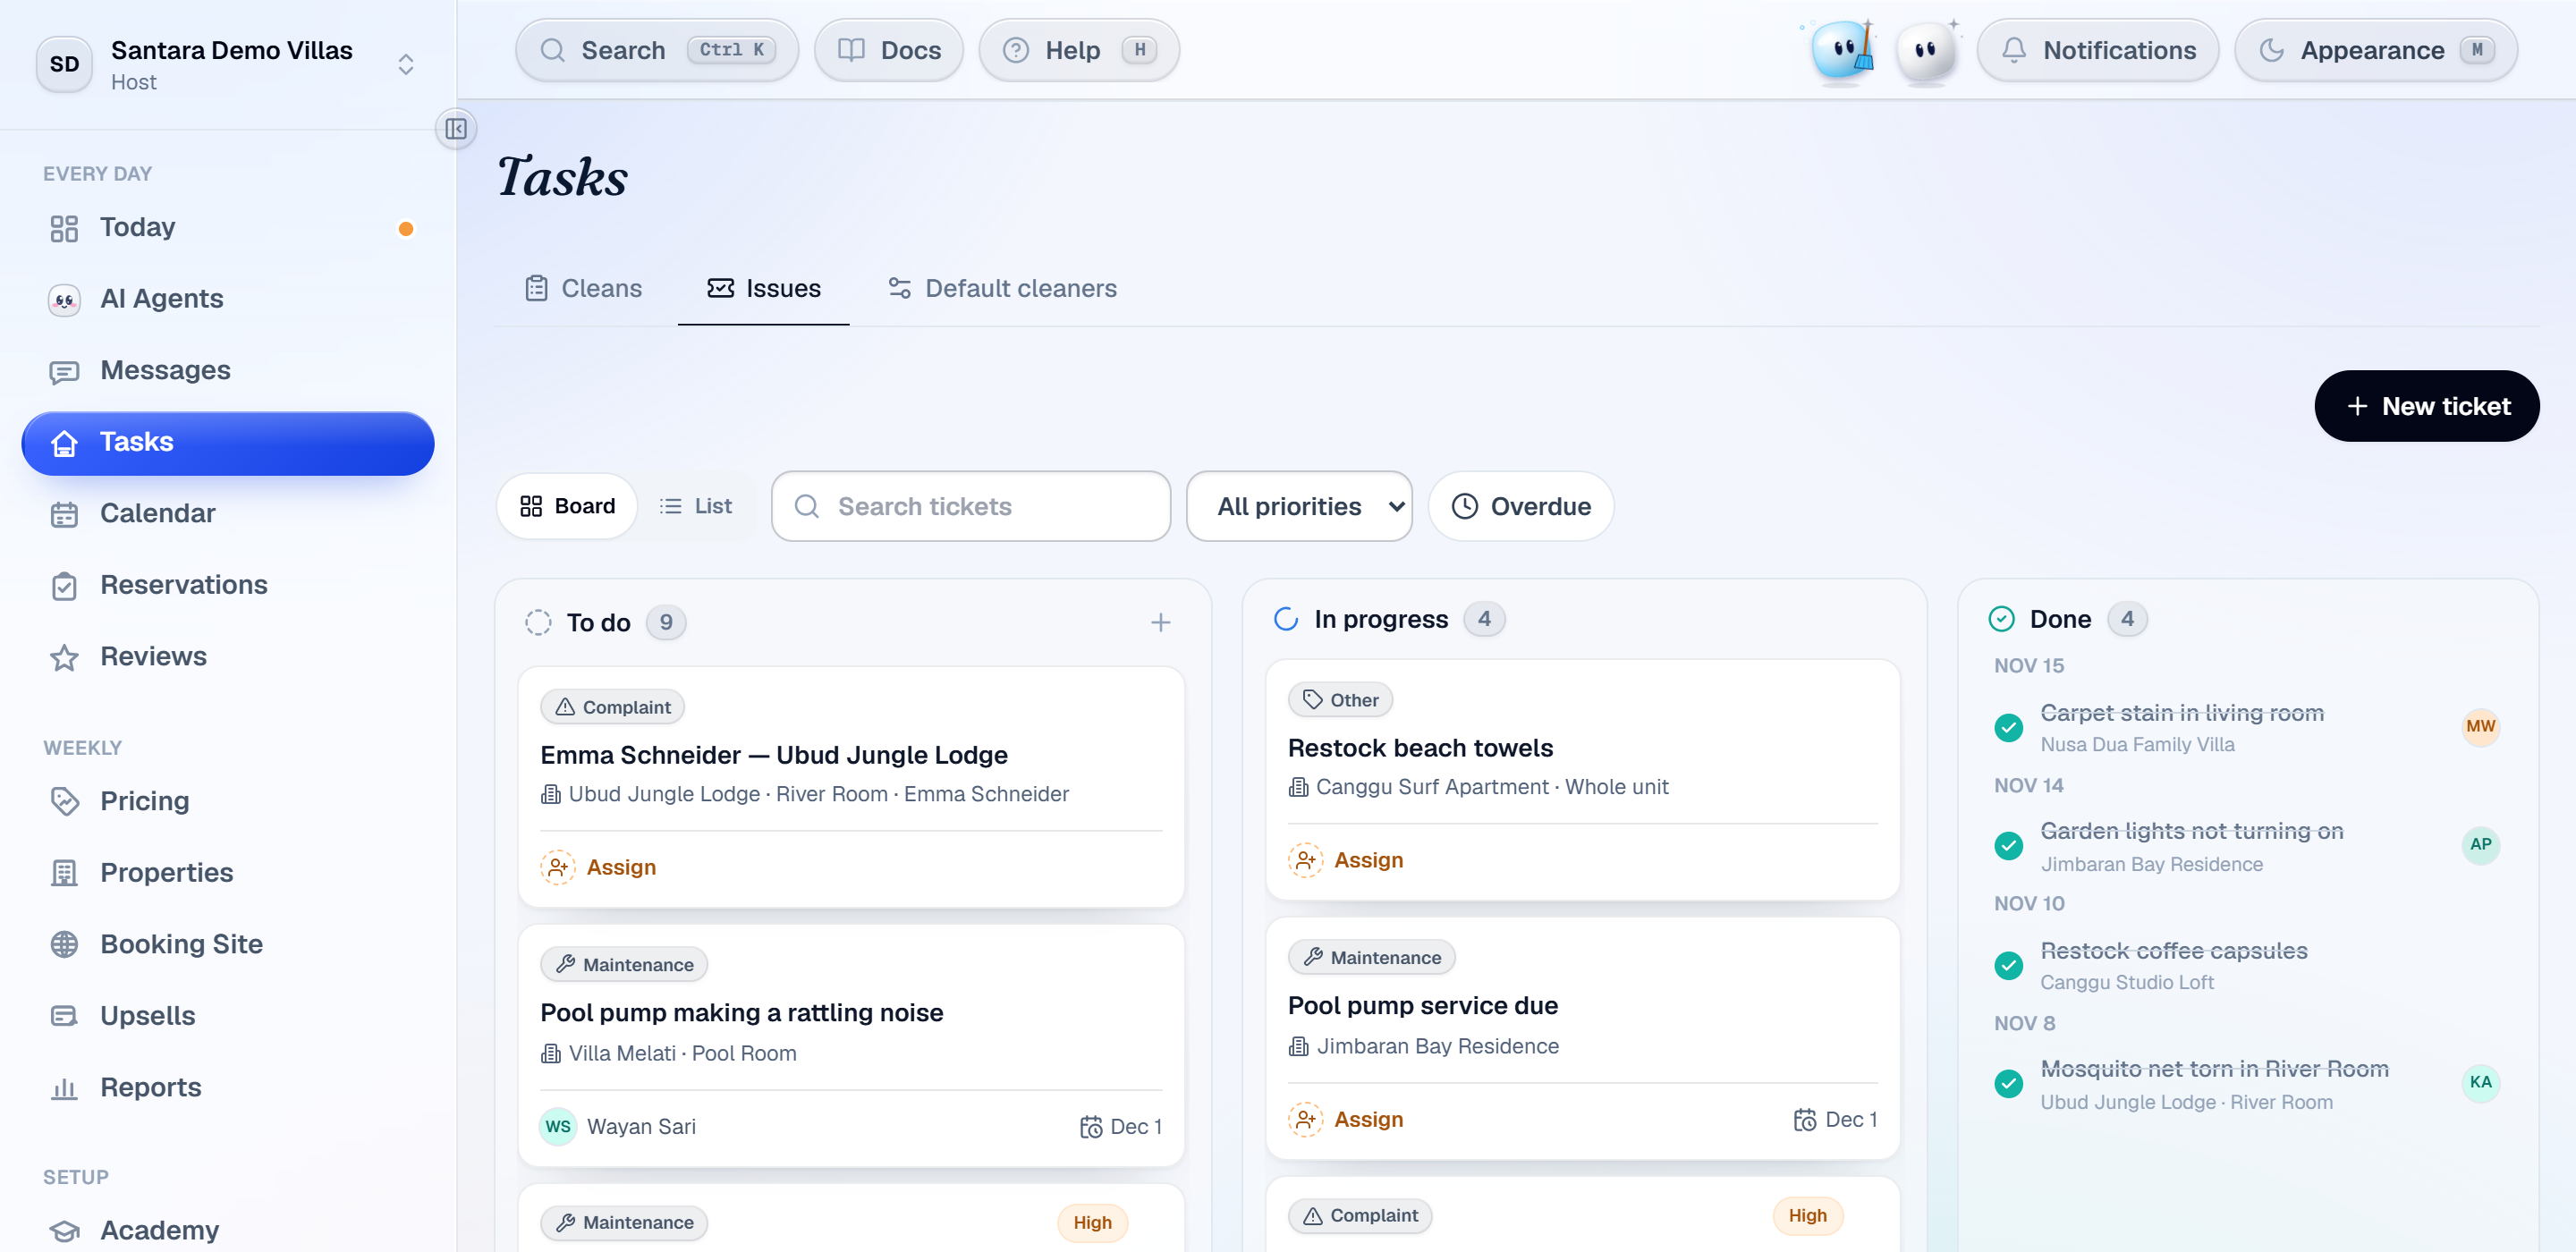 SD
Santara Demo Villas
Host
EVERY DAY
Today
AI Agents
Messages
Tasks
Calendar
Reservations
Reviews
WEEKLY
Pricing
Properties
Booking Site
Upsells
Reports
SETUP
Academy
Search Ctrl K
Docs
Help H
Notifications
Appearance M
Tasks
Cleans
Issues
Default cleaners
New ticket
Board
List
Search tickets
All priorities
Overdue
To do 9
Complaint
Emma Schneider — Ubud Jungle Lodge
Ubud Jungle Lodge · River Room · Emma Schneider
Assign
Maintenance
Pool pump making a rattling noise
Villa Melati · Pool Room
WS Wayan Sari Dec 1
Maintenance High
In progress 4
Other
Restock beach towels
Canggu Surf Apartment · Whole unit
Assign
Maintenance
Pool pump service due
Jimbaran Bay Residence
Assign Dec 1
Complaint High
Done 4
NOV 15
Carpet stain in living room
Nusa Dua Family Villa
MW
NOV 14
Garden lights not turning on
Jimbaran Bay Residence
AP
NOV 10
Restock coffee capsules
Canggu Studio Loft
NOV 8
Mosquito net torn in River Room
Ubud Jungle Lodge · River Room
KA